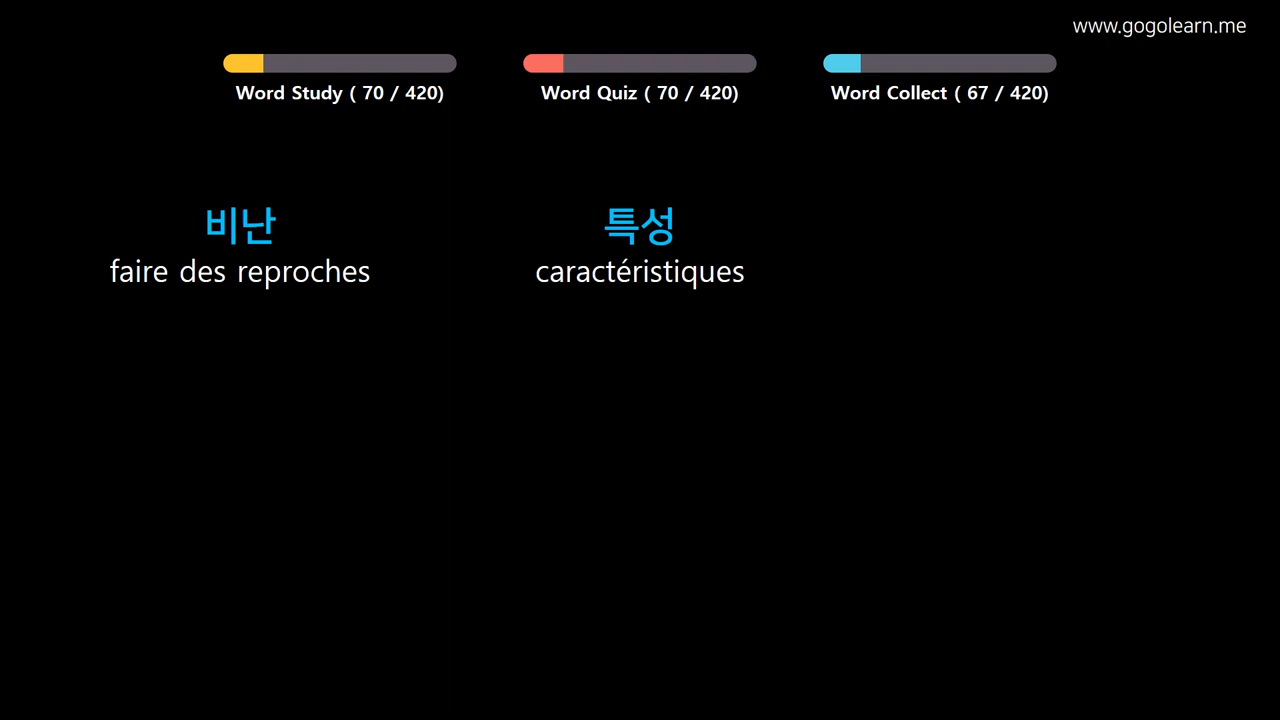 www.gogolearn.me
Word Study ( 70 / 420)
Word Quiz ( 70 / 420)
Word Collect ( 67 / 420)
비난
faire des reproches
특성
caractéristiques